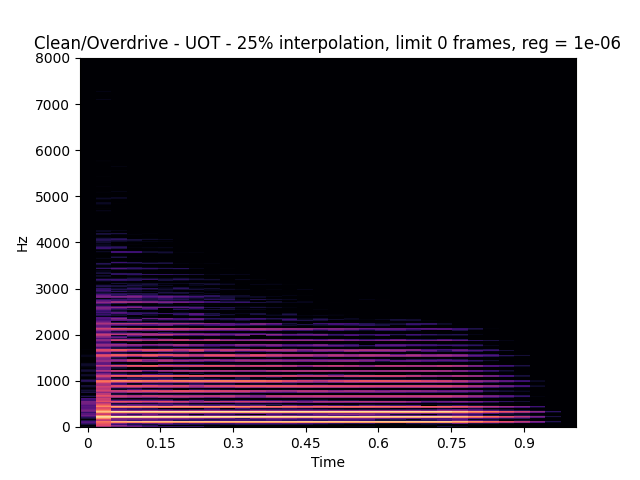 Clean/Overdrive - UOT - 25% interpolation, limit 0 frames, reg = 1e-06
8000
7000
6000
5000
4000
3000
2000
1000
0
Hz
0 0.15 0.3 0.45 0.6 0.75 0.9
Time